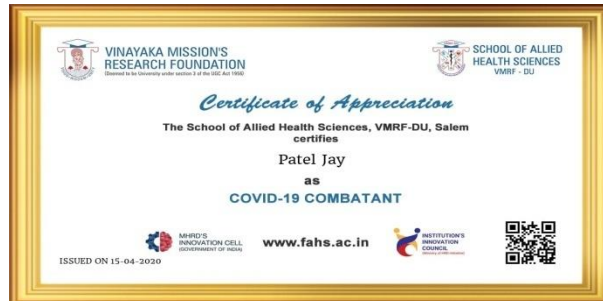 VINAYAKA MISSION'S
RESEARCH FOUNDATION
(Deemed to be University under section 3 of the UGC Act 1956)
SCHOOL OF ALLIED
HEALTH SCIENCES
VMRF - DU
Certificate of Appreciation
The School of Allied Health Sciences, VMRF-DU, Salem
certifies
Patel Jay
as
COVID-19 COMBATANT
MHRD'S
INNOVATION CELL
(GOVERNMENT OF INDIA)
www.fahs.ac.in
INSTITUTION'S
INNOVATION
COUNCIL
ISSUED ON 15-04-2020